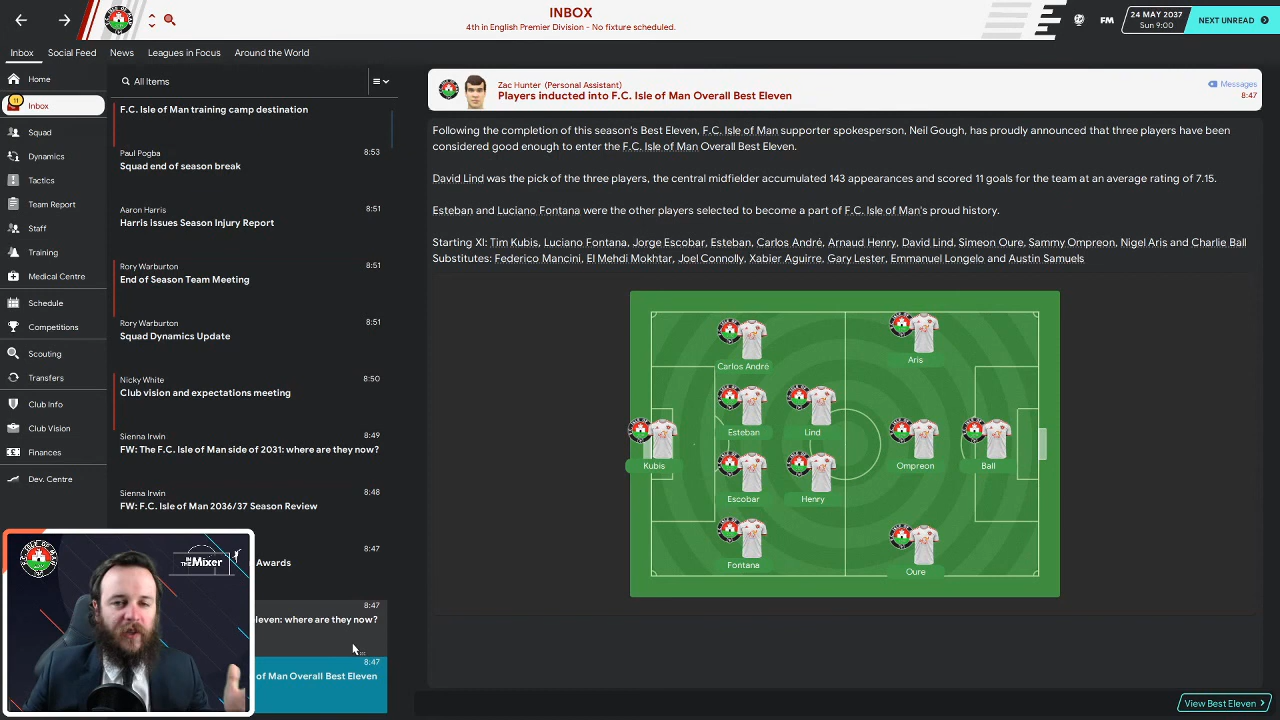 INBOX
4th in English Premier Division - No fixture scheduled.
FM
24 MAY 2037
Sun 9:00
NEXT UNREAD
Inbox
Social Feed
News
Leagues in Focus
Around the World
Home
Inbox
Squad
Dynamics
Tactics
Team Report
Staff
Training
Medical Centre
Schedule
Competitions
Scouting
Transfers
Club Info
Club Vision
Finances
Dev. Centre
All Items
F.C. Isle of Man training camp destination
Paul Pogba 8:53
Squad end of season break
Aaron Harris 8:51
Harris Issues Season Injury Report
Rory Warburton 8:51
End of Season Team Meeting
Rory Warburton 8:51
Squad Dynamics Update
Nicky White 8:50
Club vision and expectations meeting
Sienna Irwin 8:49
FW: The F.C. Isle of Man side of 2031: where are they now?
Sienna Irwin 8:48
FW: F.C. Isle of Man 2036/37 Season Review
8:47
Awards
8:47
leven: where are they now?
8:47
of Man Overall Best Eleven
Zac Hunter (Personal Assistant)
Players inducted into F.C. Isle of Man Overall Best Eleven
Messages
8:47
Following the completion of this season's Best Eleven, F.C. Isle of Man supporter spokesperson, Neil Gough, has proudly announced that three players have been
considered good enough to enter the F.C. Isle of Man Overall Best Eleven.
David Lind was the pick of the three players, the central midfielder accumulated 143 appearances and scored 11 goals for the team at an average rating of 7.15.
Esteban and Luciano Fontana were the other players selected to become a part of F.C. Isle of Man's proud history.
Starting XI: Tim Kubis, Luciano Fontana, Jorge Escobar, Esteban, Carlos André, Arnaud Henry, David Lind, Simeon Oure, Sammy Ompreon, Nigel Aris and Charlie Ball
Substitutes: Federico Mancini, El Mehdi Mokhtar, Joel Connolly, Xabier Aguirre, Gary Lester, Emmanuel Longelo and Austin Samuels
Carlos André
Aris
Esteban
Lind
Kubis
Ompreon
Ball
Escobar
Henry
Fontana
Oure
View Best Eleven
IN THE Mixer